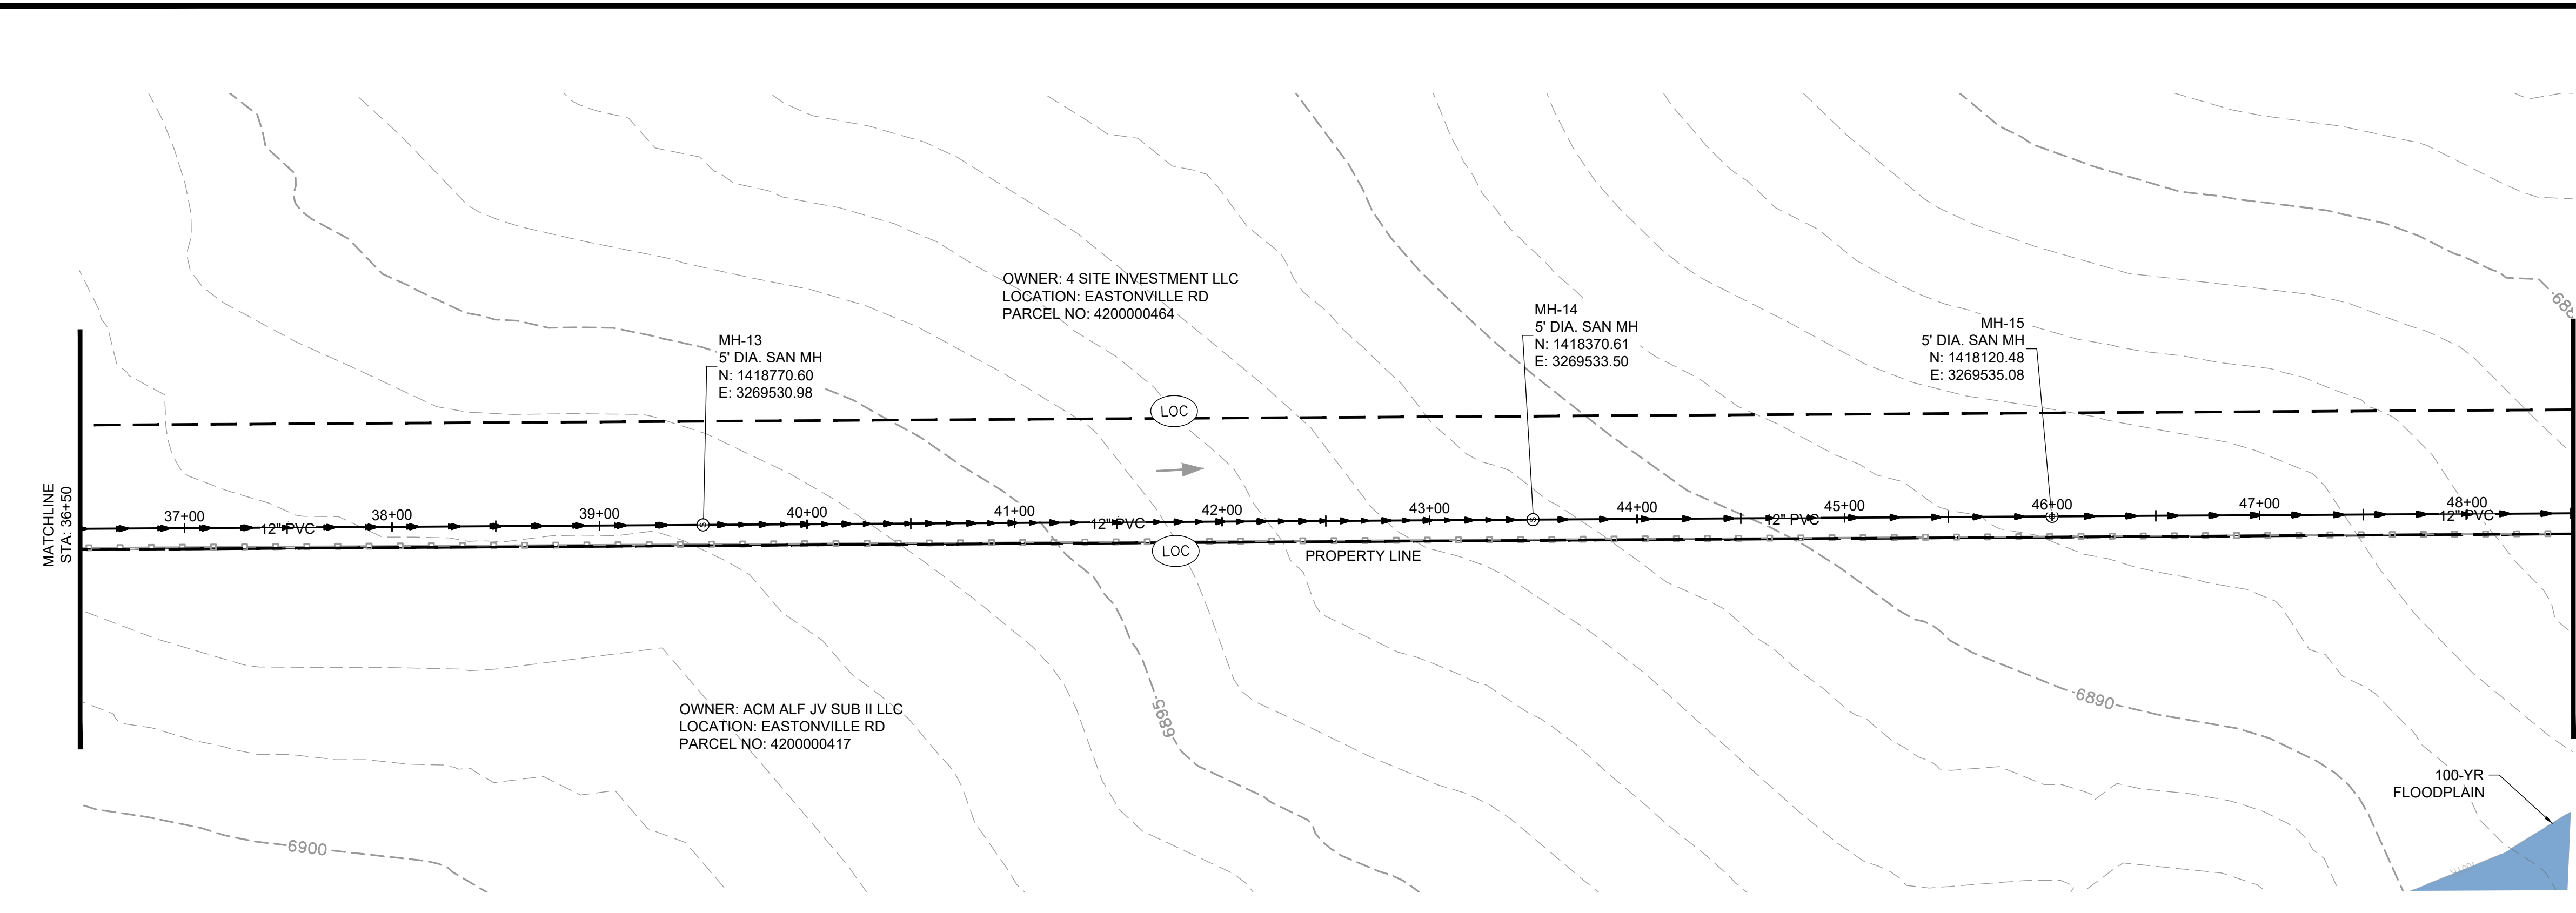 OWNER: 4 SITE INVESTMENT LLC
LOCATION: EASTONVILLE RD
PARCEL NO: 4200000464
MH-13
5' DIA. SAN MH
N: 1418770.60
E: 3269530.98
MH-14
5' DIA. SAN MH
N: 1418370.61
E: 3269533.50
MH-15
5' DIA. SAN MH
N: 1418120.48
E: 3269535.08
LOC
MATCHLINE
STA: 36+50
37+00
38+00
39+00
40+00
41+00
42+00
43+00
44+00
45+00
46+00
47+00
48+00
12" PVC
12" PVC
12" PVC
12" PVC
S
S
LOC
PROPERTY LINE
6895
6890
OWNER: ACM ALF JV SUB II LLC
LOCATION: EASTONVILLE RD
PARCEL NO: 4200000417
6900
100-YR
FLOODPLAIN